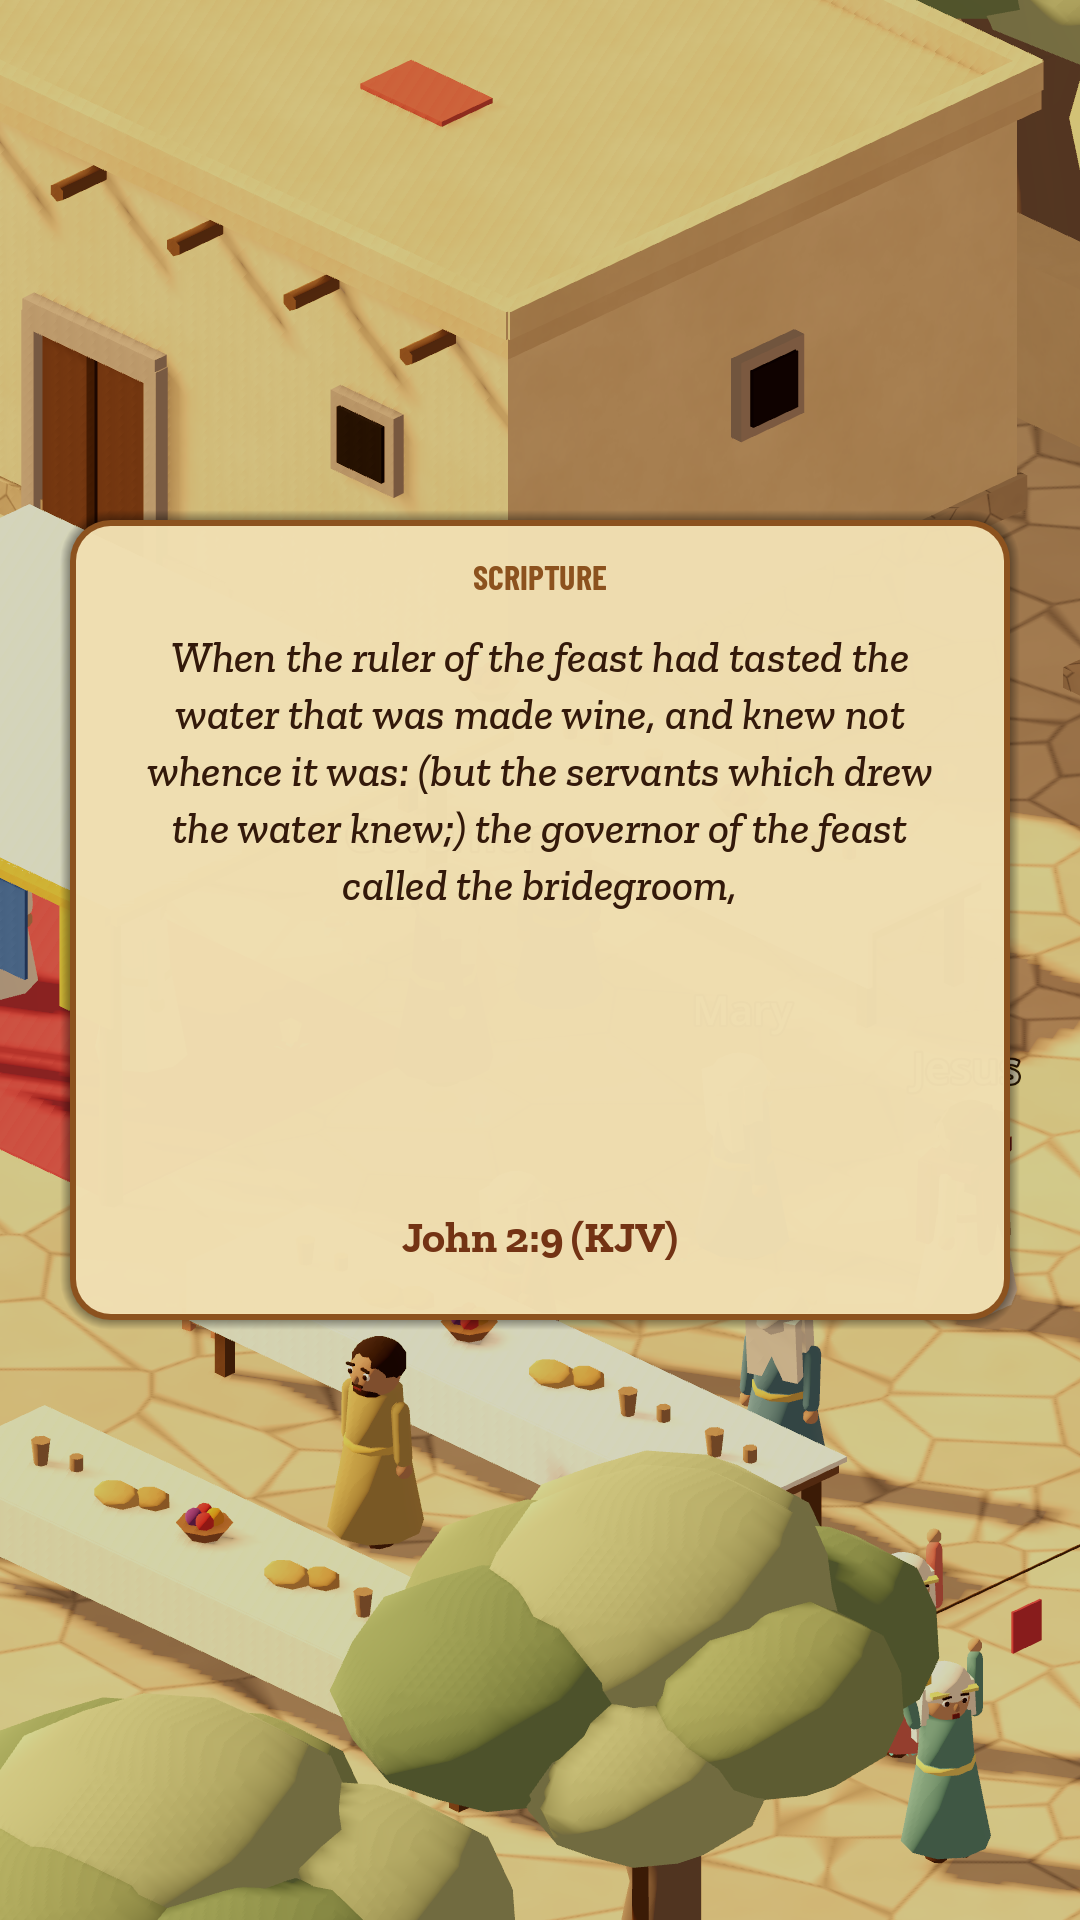 SCRIPTURE
When the ruler of the feast had tasted the
water that was made wine, and knew not
whence it was: (but the servants which drew
the water knew;) the governor of the feast
called the bridegroom,
Mary
Jesus
John 2:9 (KJV)